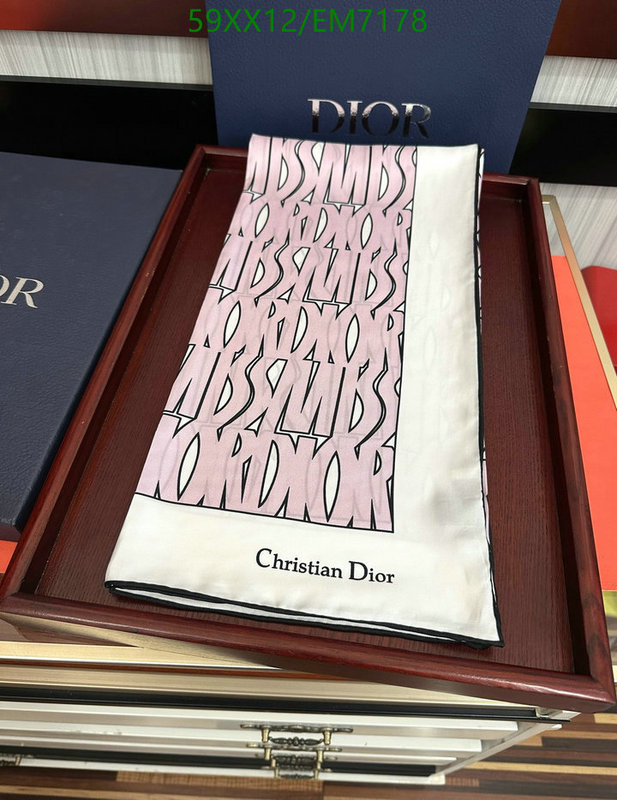 59XX12/EM7178
DIOR
OR
Christian Dior